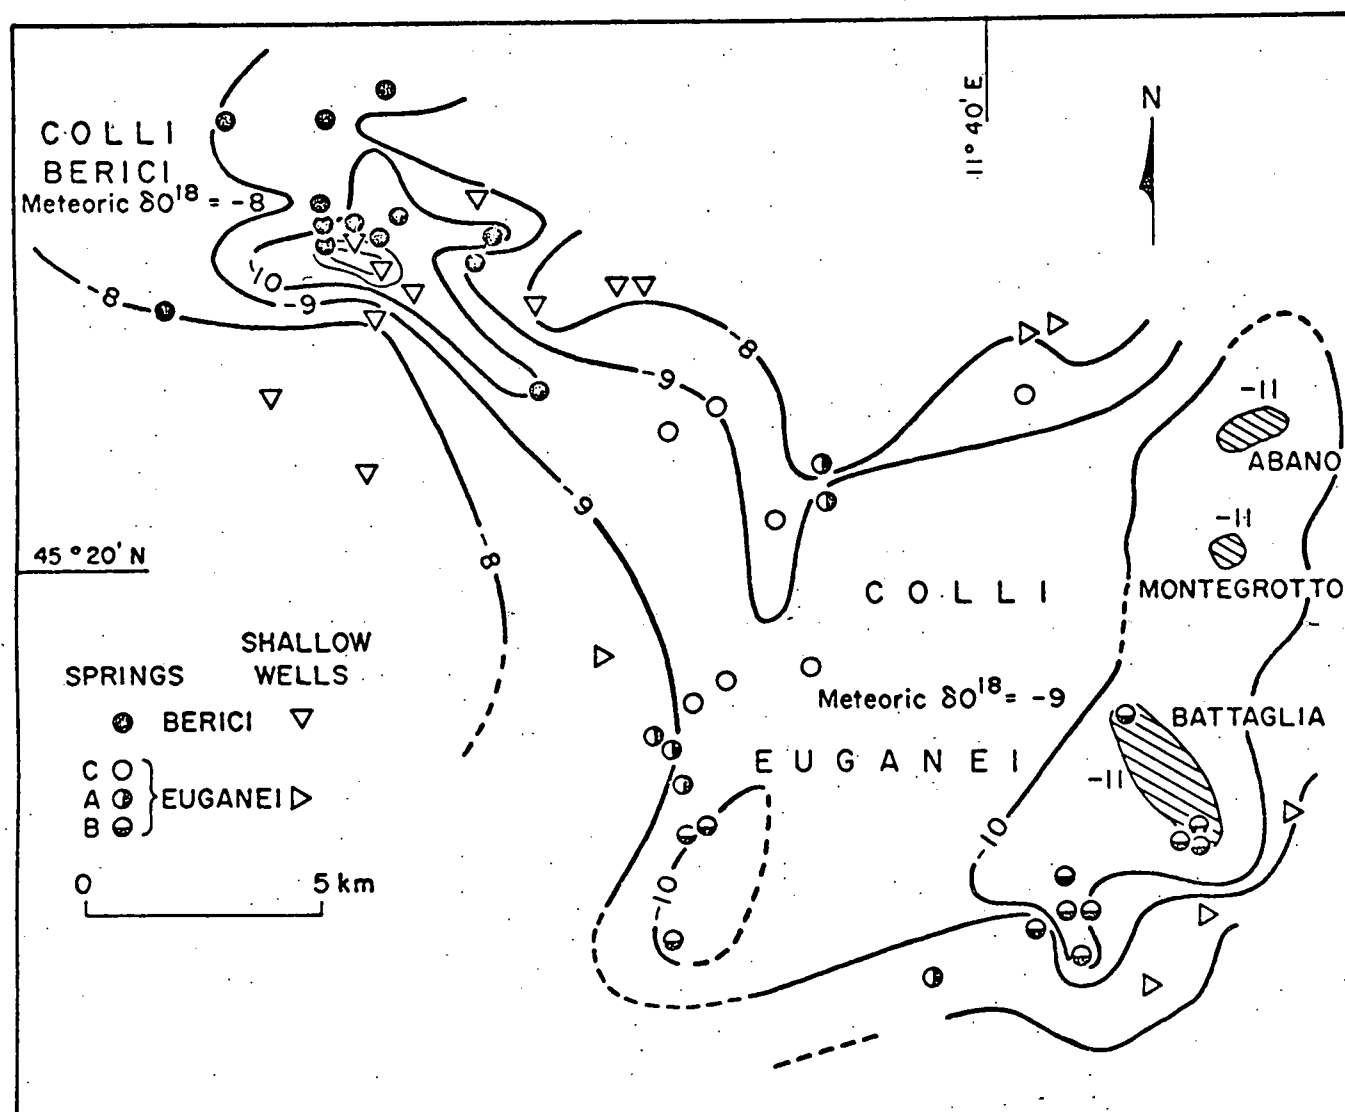 COLLI
BERICI
Meteoric δO¹⁸ = -8
11° 40' E
N
-8
-10
-9
-8
-9
-9
-8
-11
ABANO
-11
MONTEGROTTO
45° 20' N
COLLI
Meteoric δO¹⁸ = -9
EUGANEI
BATTAGLIA
-11
-10
-10
SHALLOW
SPRINGS WELLS
BERICI
C
A EUGANEI
B
0 5 km